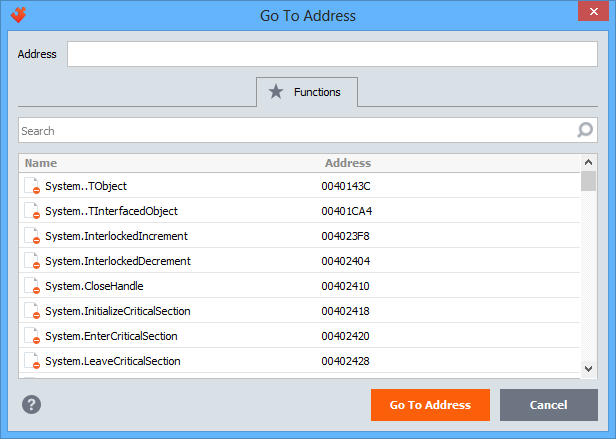 Go To Address
Address
Functions
Search
Name Address
System..TObject 0040143C
System..TInterfacedObject 00401CA4
System.InterlockedIncrement 004023F8
System.InterlockedDecrement 00402404
System.CloseHandle 00402410
System.InitializeCriticalSection 00402418
System.EnterCriticalSection 00402420
System.LeaveCriticalSection 00402428
? Go To Address Cancel